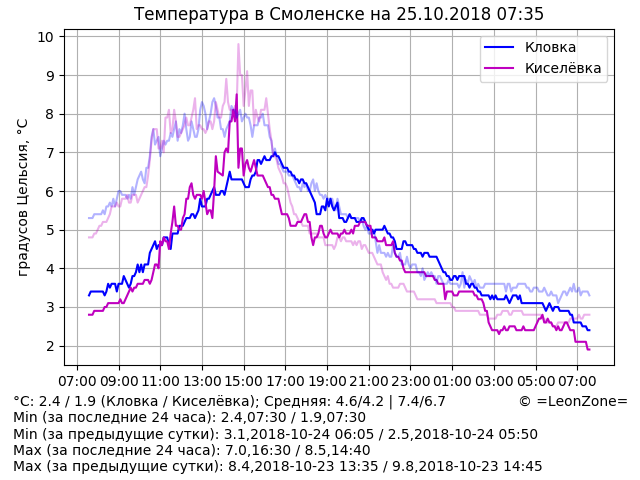 Температура в Смоленске на 25.10.2018 07:35
Кловка
Киселёвка
градусов Цельсия, °C
10
9
8
7
6
5
4
3
2
07:00 09:00 11:00 13:00 15:00 17:00 19:00 21:00 23:00 01:00 03:00 05:00 07:00
°C: 2.4 / 1.9 (Кловка / Киселёвка); Средняя: 4.6/4.2 | 7.4/6.7 © =LeonZone=
Min (за последние 24 часа): 2.4,07:30 / 1.9,07:30
Min (за предыдущие сутки): 3.1,2018-10-24 06:05 / 2.5,2018-10-24 05:50
Max (за последние 24 часа): 7.0,16:30 / 8.5,14:40
Max (за предыдущие сутки): 8.4,2018-10-23 13:35 / 9.8,2018-10-23 14:45